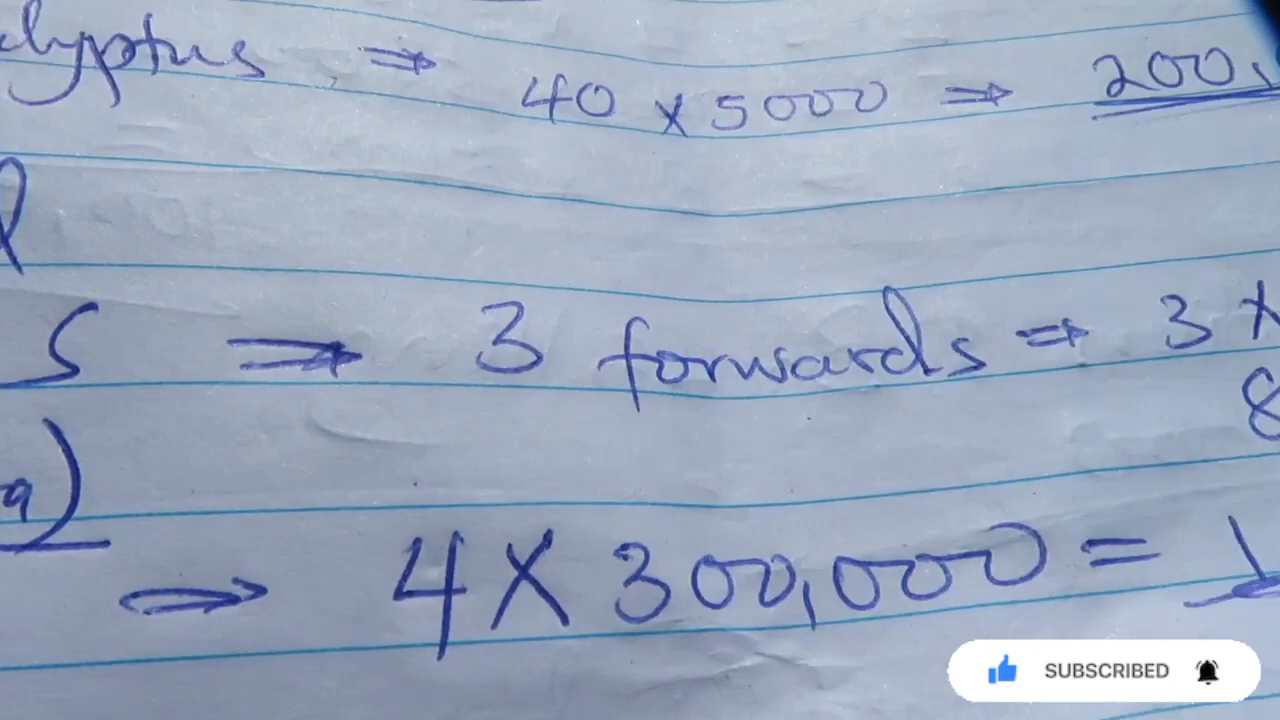 lyptus ⇒ 40 x 5000 ⇒ 200,
S ⇒ 3 forwards ⇒ 3 x
8
a)
⇒ 4 X 300,000 = 1
SUBSCRIBED